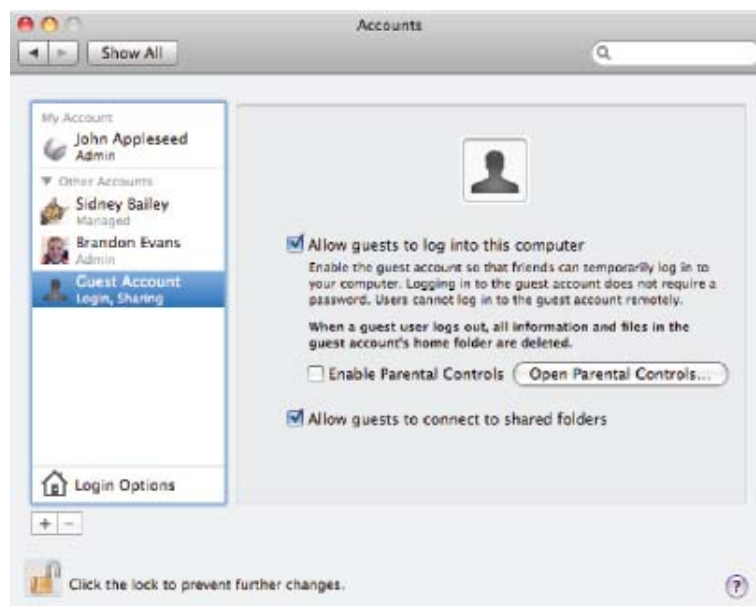 Accounts
Show All
My Account
John Appleseed
Admin
Other Accounts
Sidney Bailey
Managed
Brandon Evans
Admin
Guest Account
Login, Sharing
Login Options
Allow guests to log into this computer
Enable the guest account so that friends can temporarily log in to
your computer. Logging in to the guest account does not require a
password. Users cannot log in to the guest account remotely.
When a guest user logs out, all information and files in the
guest account's home folder are deleted.
Enable Parental Controls
Open Parental Controls...
Allow guests to connect to shared folders
+ −
Click the lock to prevent further changes.
?